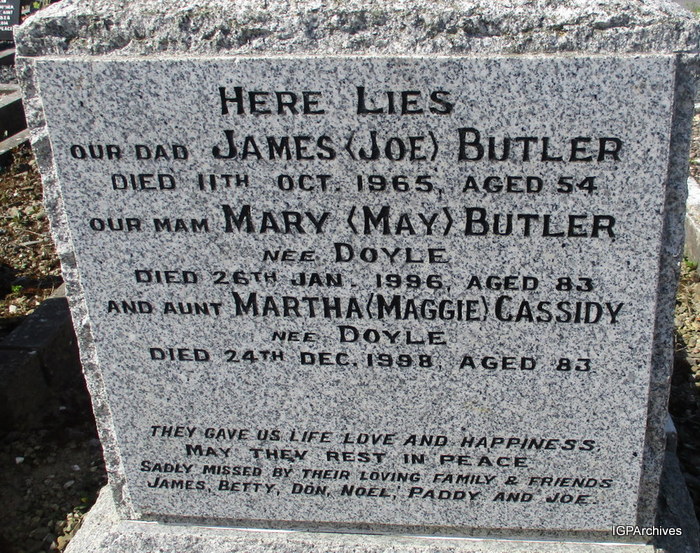 HERE LIES
OUR DAD JAMES (JOE) BUTLER
DIED 11TH OCT. 1965, AGED 54
OUR MAM MARY (MAY) BUTLER
NEE DOYLE
DIED 26TH JAN. 1996, AGED 83
AND AUNT MARTHA (MAGGIE) CASSIDY
NEE DOYLE
DIED 24TH DEC. 1998, AGED 83
THEY GAVE US LIFE LOVE AND HAPPINESS,
MAY THEY REST IN PEACE
SADLY MISSED BY THEIR LOVING FAMILY & FRIENDS
JAMES, BETTY, DON, NOEL, PADDY AND JOE.
IGPArchives